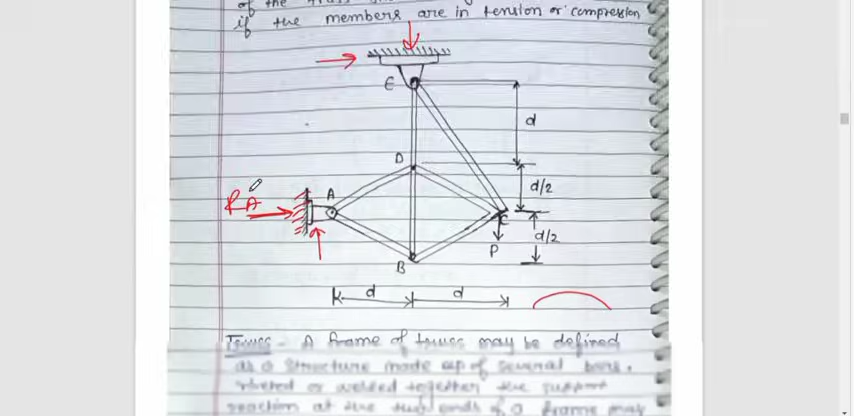 of the
if the members are in tension or compression
E
d
D
d/2
RA
A
C
d/2
P
B
d
d
Truss - A frame of truss may be defined
as a structure made up of several bars,
riveted or welded together the support
reaction at the two ends of a frame may